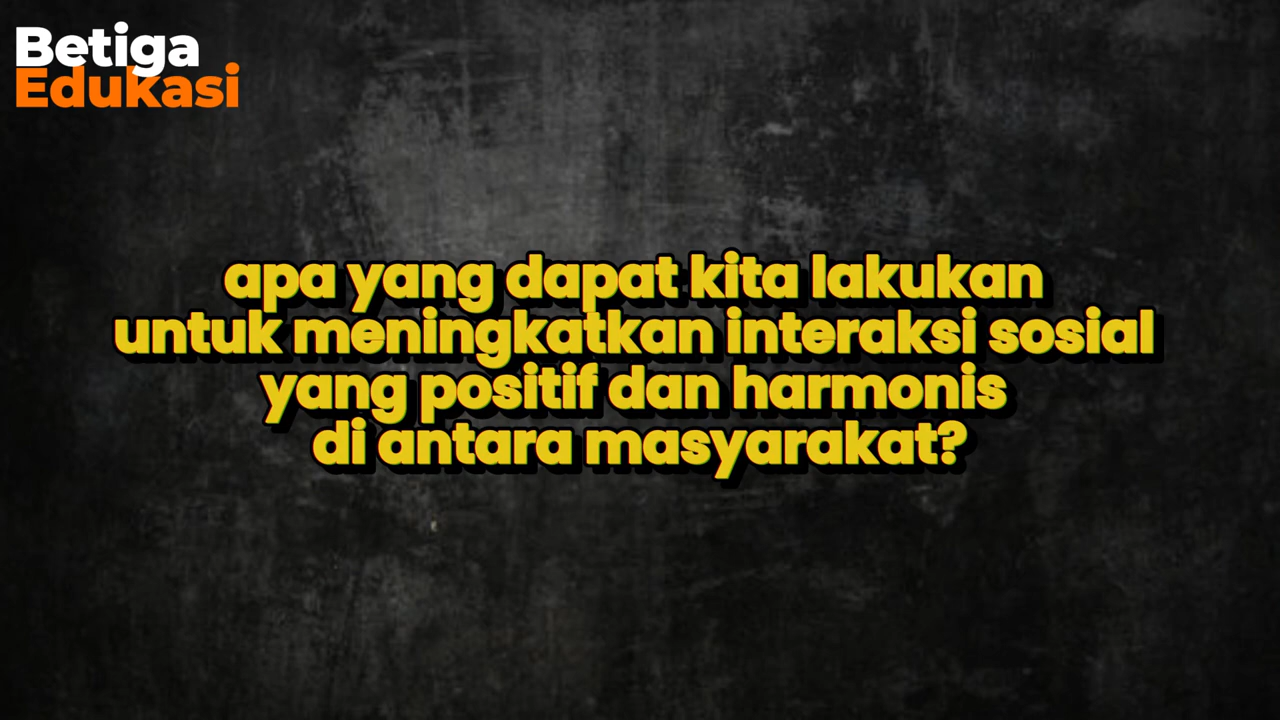 Betiga
Edukasi
apa yang dapat kita lakukan
untuk meningkatkan interaksi sosial
yang positif dan harmonis
di antara masyarakat?